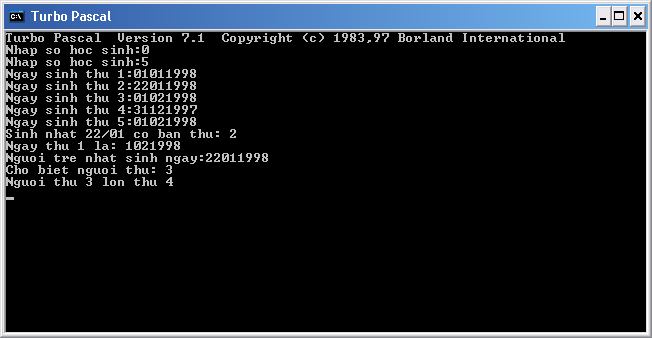 Turbo Pascal
Turbo Pascal  Version 7.1  Copyright (c) 1983,97 Borland International
Nhap so hoc sinh:0
Nhap so hoc sinh:5
Ngay sinh thu 1:01011998
Ngay sinh thu 2:22011998
Ngay sinh thu 3:01021998
Ngay sinh thu 4:31121997
Ngay sinh thu 5:01021998
Sinh nhat 22/01 co ban thu: 2
Ngay thu 1 la: 1021998
Nguoi tre nhat sinh ngay:22011998
Cho biet nguoi thu: 3
Nguoi thu 3 lon thu 4